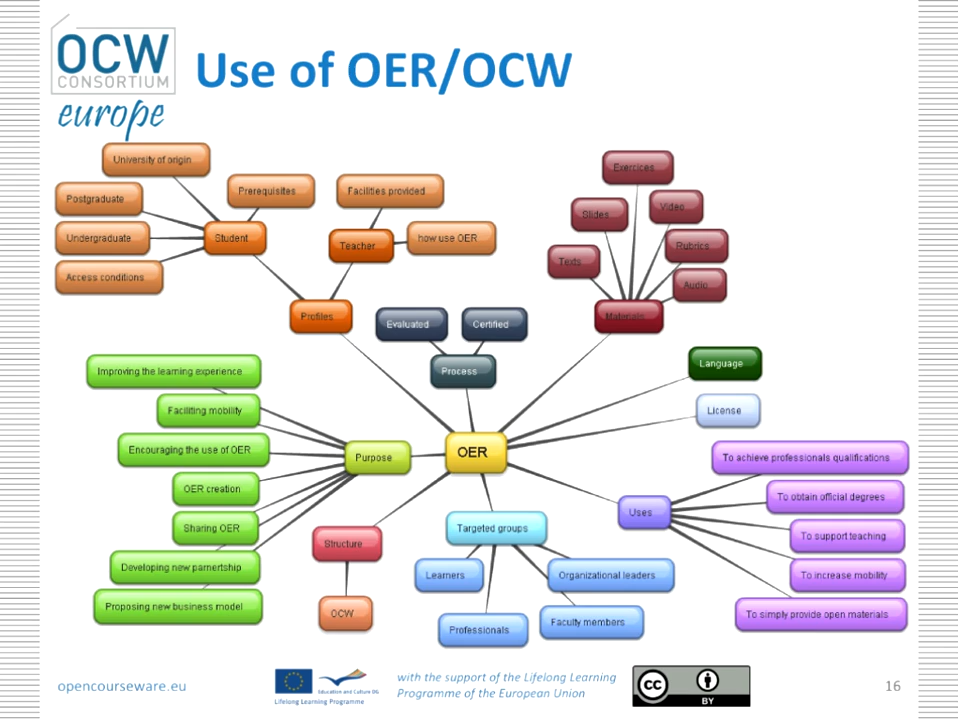 OCW
CONSORTIUM
europe
Use of OER/OCW
University of origin
Postgraduate
Undergraduate
Access conditions
Prerequisites
Student
Facilities provided
Teacher
how use OER
Profiles
Exercices
Slides
Video
Texts
Rubrics
Audio
Materials
Evaluated
Certified
Process
Language
License
OER
Improving the learning experience
Faciliting mobility
Encouraging the use of OER
OER creation
Sharing OER
Developing new parnertship
Proposing new business model
Purpose
Structure
OCW
Targeted groups
Learners
Organizational leaders
Professionals
Faculty members
Uses
To achieve professionals qualifications
To obtain official degrees
To support teaching
To increase mobility
To simply provide open materials
opencourseware.eu
Education and Culture DG
Lifelong Learning Programme
with the support of the Lifelong Learning
Programme of the European Union
cc
BY
16